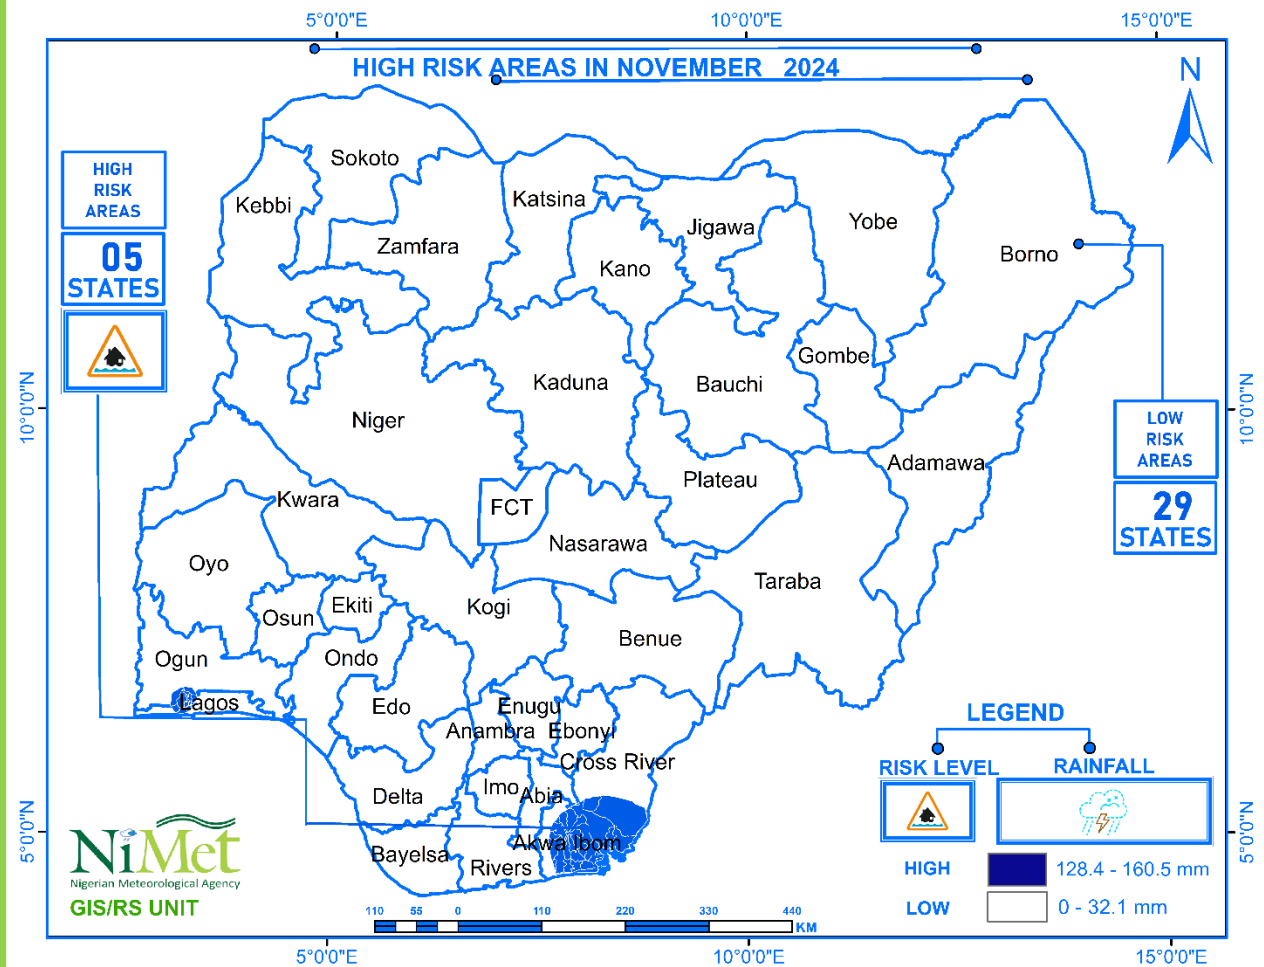 5°0'0"E 10°0'0"E 15°0'0"E
HIGH RISK AREAS IN NOVEMBER 2024
N
HIGH
RISK
AREAS
05
STATES
Sokoto
Kebbi
Zamfara
Katsina
Kano
Jigawa
Yobe
Borno
Gombe
Bauchi
Kaduna
Niger
10°0'0"N
10°0'0"N
LOW
RISK
AREAS
29
STATES
Adamawa
Plateau
Kwara
FCT
Nasarawa
Oyo
Taraba
Osun
Ekiti
Kogi
Benue
Ogun
Ondo
Lagos
Edo
Enugu
Anambra
Ebonyi
Cross River
Imo
Abia
Delta
Akwa Ibom
Bayelsa
Rivers
5°0'0"N
5°0'0"N
LEGEND
RISK LEVEL RAINFALL
HIGH 128.4 - 160.5 mm
LOW 0 - 32.1 mm
NiMet
Nigerian Meteorological Agency
GIS/RS UNIT
110 55 0 110 220 330 440
KM
5°0'0"E 10°0'0"E 15°0'0"E